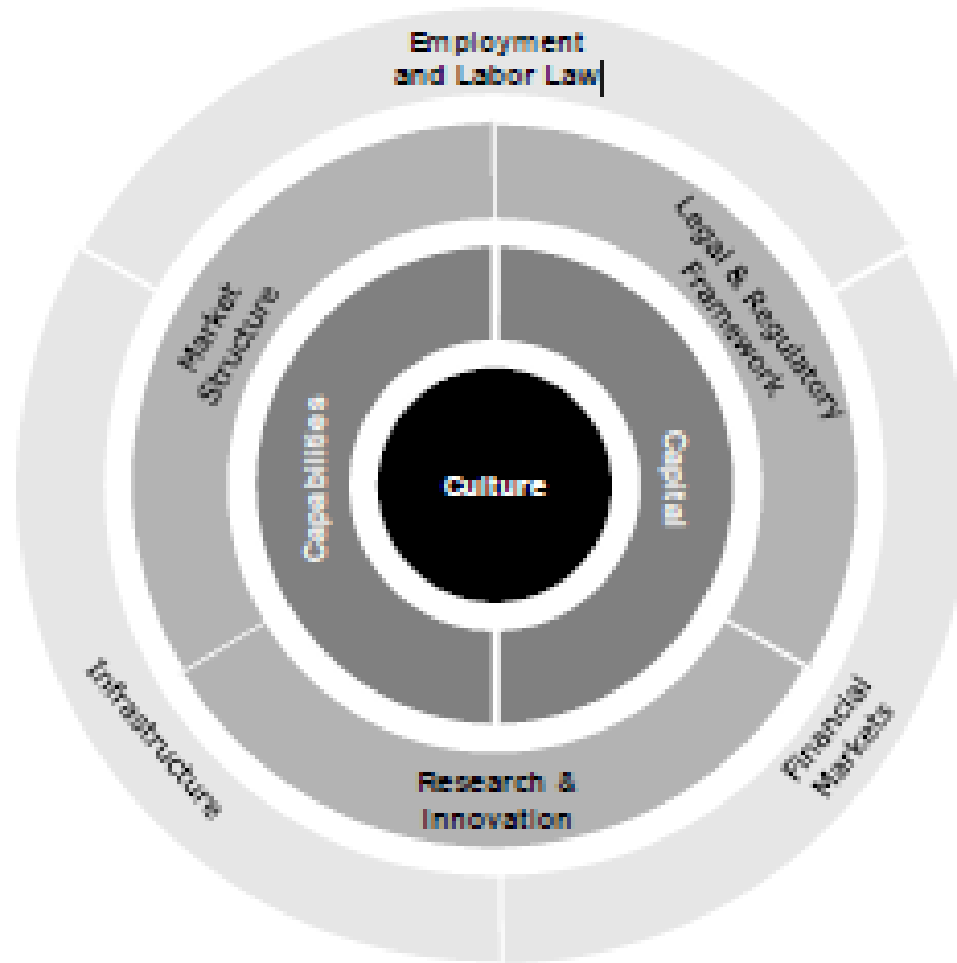 Employment
and Labor Law
Legal & Regulatory
Framework
Market
Structure
Capabilities
Culture
Capital
Infrastructure
Financial
Markets
Research &
Innovation